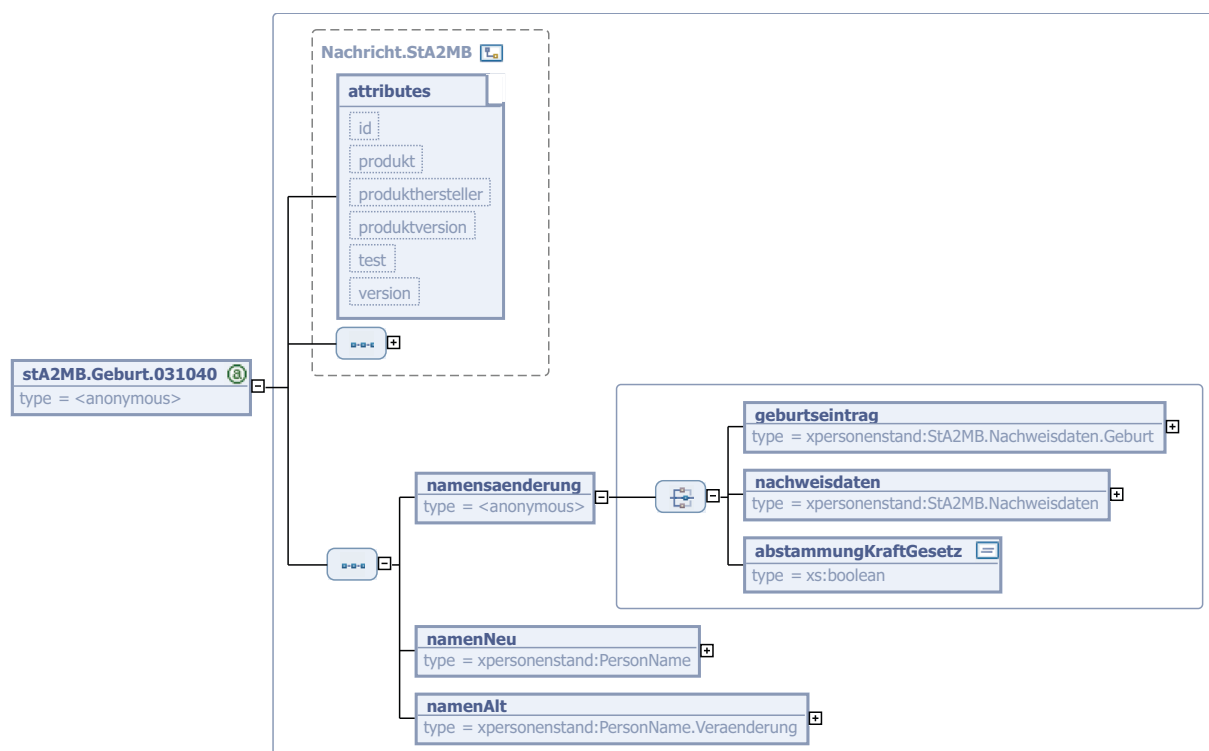 Nachricht.StA2MB
attributes
id
produkt
produkthersteller
produktversion
test
version
stA2MB.Geburt.031040
type = <anonymous>
geburtseintrag
type = xpersonenstand:StA2MB.Nachweisdaten.Geburt
namensaenderung
type = <anonymous>
nachweisdaten
type = xpersonenstand:StA2MB.Nachweisdaten
abstammungKraftGesetz
type = xs:boolean
namenNeu
type = xpersonenstand:PersonName
namenAlt
type = xpersonenstand:PersonName.Veraenderung